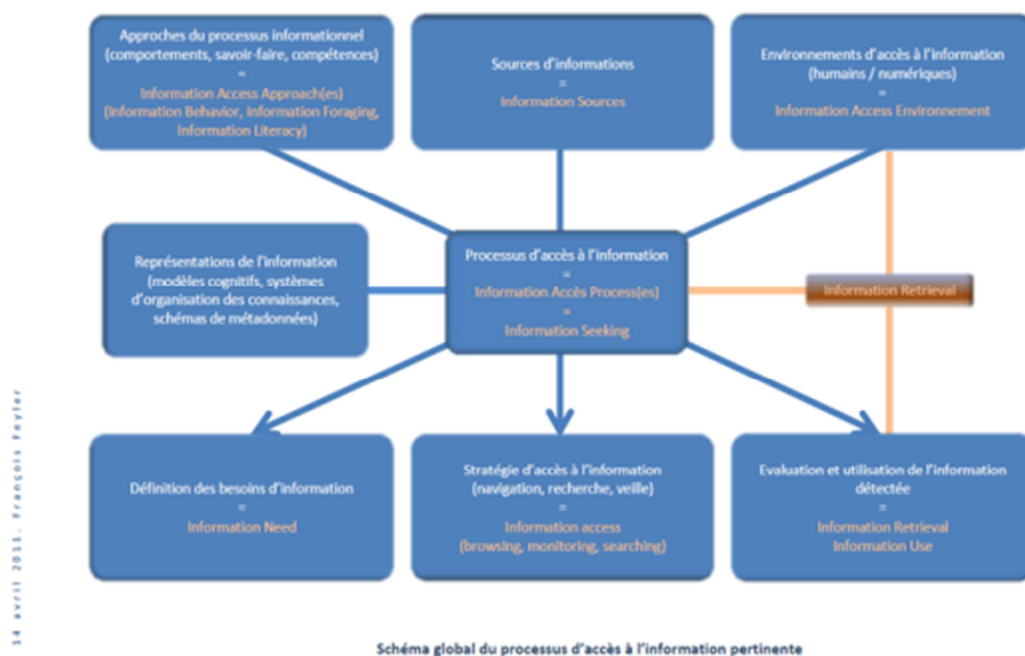 Approches du processus informationnel
(comportements, savoir-faire, compétences)
=
Information Access Approach(es)
(Information Behavior, Information Foraging,
Information Literacy)
Sources d'informations
=
Information Sources
Environnements d'accès à l'information
(humains / numériques)
=
Information Access Environnement
Représentations de l'information
(modèles cognitifs, systèmes
d'organisation des connaissances,
schémas de métadonnées)
Processus d'accès à l'information
=
Information Accès Process(es)
=
Information Seeking
Information Retrieval
Définition des besoins d'information
=
Information Need
Stratégie d'accès à l'information
(navigation, recherche, veille)
=
Information access
(browsing, monitoring, searching)
Evaluation et utilisation de l'information
détectée
=
Information Retrieval
Information Use
14 avril 2011. François Feyler
Schéma global du processus d'accès à l'information pertinente